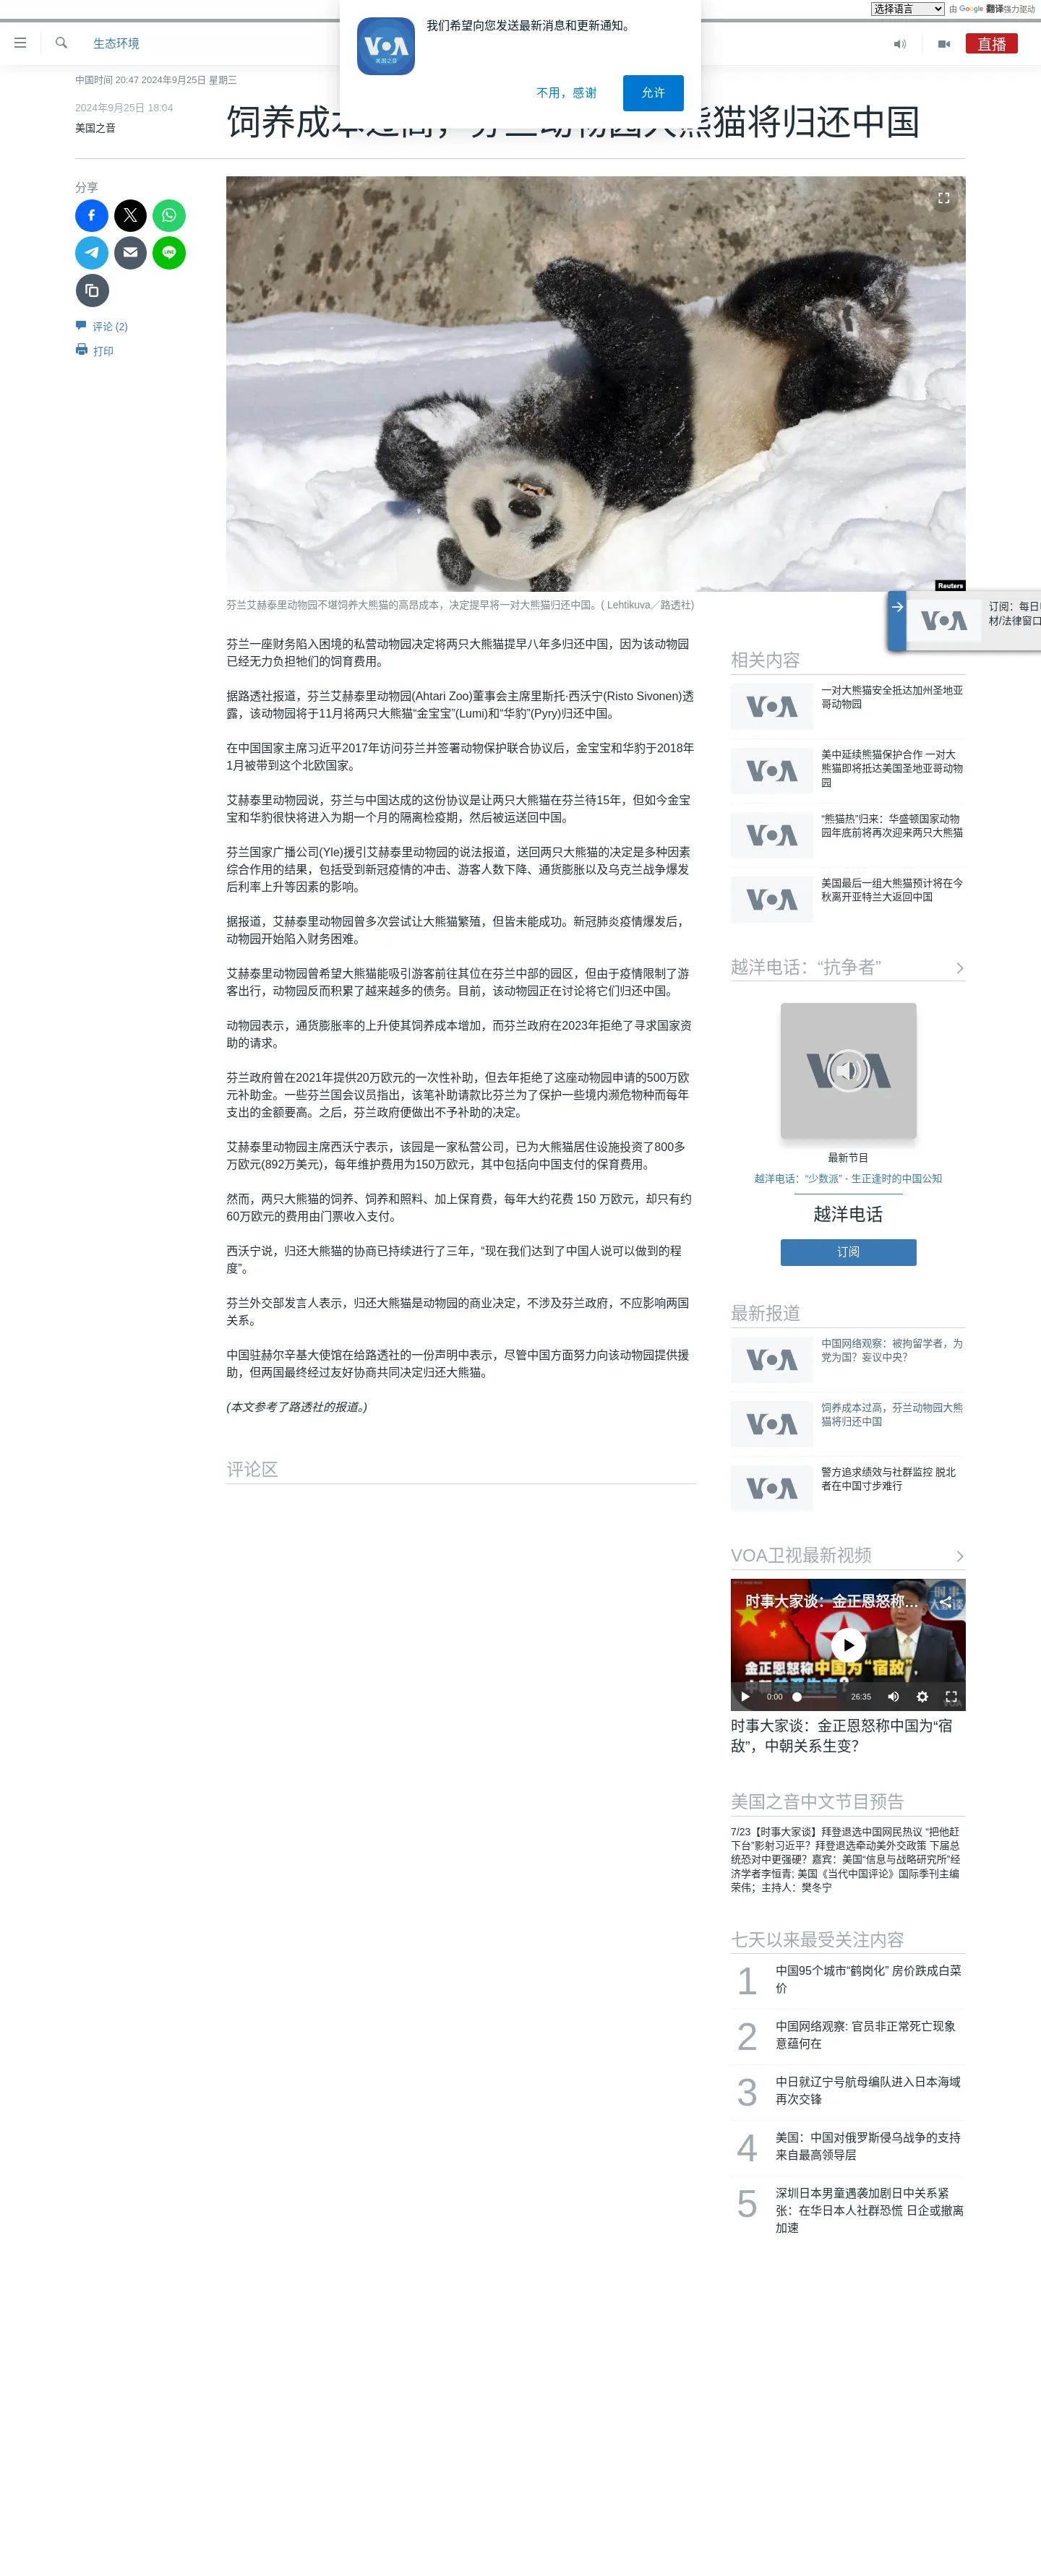 选择语言
由 Google 翻译强力驱动
我们希望向您发送最新消息和更新通知。
VOA
美国之音
不用，感谢
允许
生态环境
直播
中国时间 20:47 2024年9月25日 星期三
2024年9月25日 18:04
美国之音
饲养成本过高，芬兰动物园大熊猫将归还中国
分享
评论 (2)
打印
Reuters
芬兰艾赫泰里动物园不堪饲养大熊猫的高昂成本，决定提早将一对大熊猫归还中国。( Lehtikuva／路透社)
芬兰一座财务陷入困境的私营动物园决定将两只大熊猫提早八年多归还中国，因为该动物园
已经无力负担牠们的饲育费用。
据路透社报道，芬兰艾赫泰里动物园(Ahtari Zoo)董事会主席里斯托·西沃宁(Risto Sivonen)透
露，该动物园将于11月将两只大熊猫“金宝宝”(Lumi)和“华豹”(Pyry)归还中国。
在中国国家主席习近平2017年访问芬兰并签署动物保护联合协议后，金宝宝和华豹于2018年
1月被带到这个北欧国家。
艾赫泰里动物园说，芬兰与中国达成的这份协议是让两只大熊猫在芬兰待15年，但如今金宝
宝和华豹很快将进入为期一个月的隔离检疫期，然后被运送回中国。
芬兰国家广播公司(Yle)援引艾赫泰里动物园的说法报道，送回两只大熊猫的决定是多种因素
综合作用的结果，包括受到新冠疫情的冲击、游客人数下降、通货膨胀以及乌克兰战争爆发
后利率上升等因素的影响。
据报道，艾赫泰里动物园曾多次尝试让大熊猫繁殖，但皆未能成功。新冠肺炎疫情爆发后，
动物园开始陷入财务困难。
艾赫泰里动物园曾希望大熊猫能吸引游客前往其位在芬兰中部的园区，但由于疫情限制了游
客出行，动物园反而积累了越来越多的债务。目前，该动物园正在讨论将它们归还中国。
动物园表示，通货膨胀率的上升使其饲养成本增加，而芬兰政府在2023年拒绝了寻求国家资
助的请求。
芬兰政府曾在2021年提供20万欧元的一次性补助，但去年拒绝了这座动物园申请的500万欧
元补助金。一些芬兰国会议员指出，该笔补助请款比芬兰为了保护一些境内濒危物种而每年
支出的金额要高。之后，芬兰政府便做出不予补助的决定。
艾赫泰里动物园主席西沃宁表示，该园是一家私营公司，已为大熊猫居住设施投资了800多
万欧元(892万美元)，每年维护费用为150万欧元，其中包括向中国支付的保育费用。
然而，两只大熊猫的饲养、饲养和照料、加上保育费，每年大约花费 150 万欧元，却只有约
60万欧元的费用由门票收入支付。
西沃宁说，归还大熊猫的协商已持续进行了三年，“现在我们达到了中国人说可以做到的程
度”。
芬兰外交部发言人表示，归还大熊猫是动物园的商业决定，不涉及芬兰政府，不应影响两国
关系。
中国驻赫尔辛基大使馆在给路透社的一份声明中表示，尽管中国方面努力向该动物园提供援
助，但两国最终经过友好协商共同决定归还大熊猫。
(本文参考了路透社的报道。)
评论区
VOA
订阅：每日
材/法律窗口
相关内容
VOA
一对大熊猫安全抵达加州圣地亚
哥动物园
VOA
美中延续熊猫保护合作 一对大
熊猫即将抵达美国圣地亚哥动物
园
VOA
“熊猫热”归来：华盛顿国家动物
园年底前将再次迎来两只大熊猫
VOA
美国最后一组大熊猫预计将在今
秋离开亚特兰大返回中国
越洋电话：“抗争者”
VOA
最新节目
越洋电话：“少数派” - 生正逢时的中国公知
越洋电话
订阅
最新报道
VOA
中国网络观察：被拘留学者，为
党为国？妄议中央？
VOA
饲养成本过高，芬兰动物园大熊
猫将归还中国
VOA
警方追求绩效与社群监控 脱北
者在中国寸步难行
VOA卫视最新视频
时事大家谈：金正恩怒称…
时事
大家谈
金正恩怒称中国为“宿敌”，
中朝关系生变？
0:00
26:35
VOA
时事大家谈：金正恩怒称中国为“宿
敌”，中朝关系生变？
美国之音中文节目预告
7/23【时事大家谈】拜登退选中国网民热议 “把他赶
下台”影射习近平？拜登退选牵动美外交政策 下届总
统恐对中更强硬？嘉宾：美国“信息与战略研究所”经
济学者李恒青; 美国《当代中国评论》国际季刊主编
荣伟；主持人：樊冬宁
七天以来最受关注内容
1
中国95个城市“鹤岗化” 房价跌成白菜
价
2
中国网络观察: 官员非正常死亡现象
意蕴何在
3
中日就辽宁号航母编队进入日本海域
再次交锋
4
美国：中国对俄罗斯侵乌战争的支持
来自最高领导层
5
深圳日本男童遇袭加剧日中关系紧
张：在华日本人社群恐慌 日企或撤离
加速